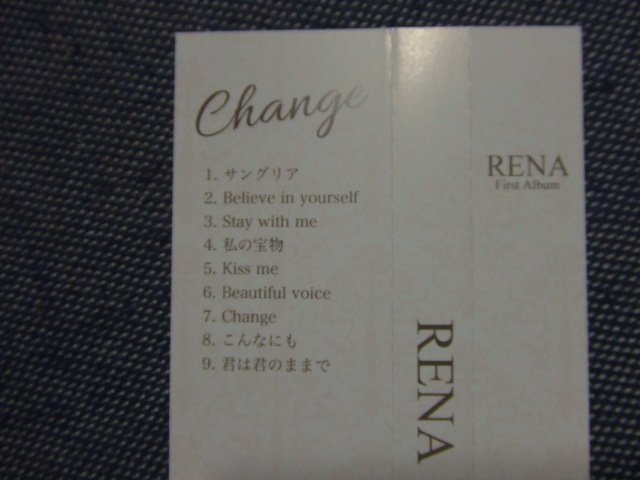 Change
1. サングリア
2. Believe in yourself
3. Stay with me
4. 私の宝物
5. Kiss me
6. Beautiful voice
7. Change
8. こんなにも
9. 君は君のままで
RENA
RENA
First Album